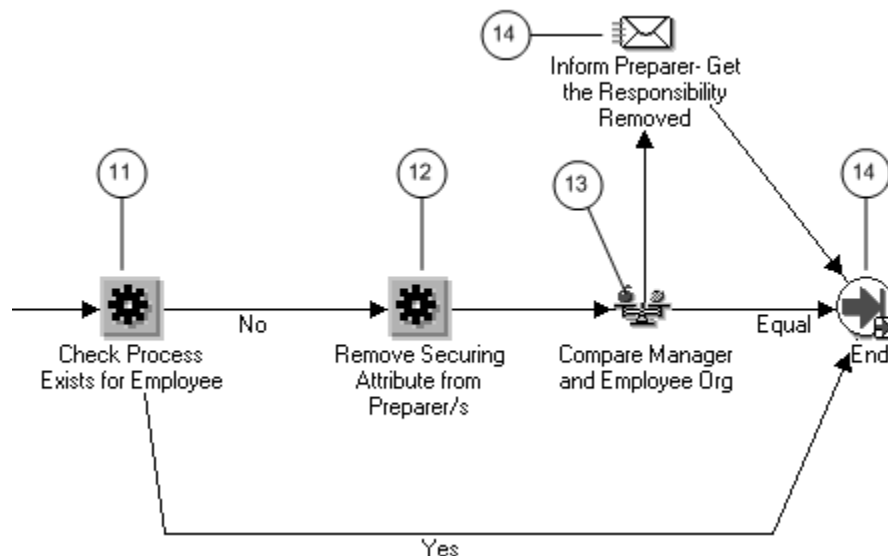 14
Inform Preparer- Get
the Responsibility
Removed
11
12
13
14
No
Equal
Check Process
Exists for Employee
Remove Securing
Attribute from
Preparer/s
Compare Manager
and Employee Org
End
Yes